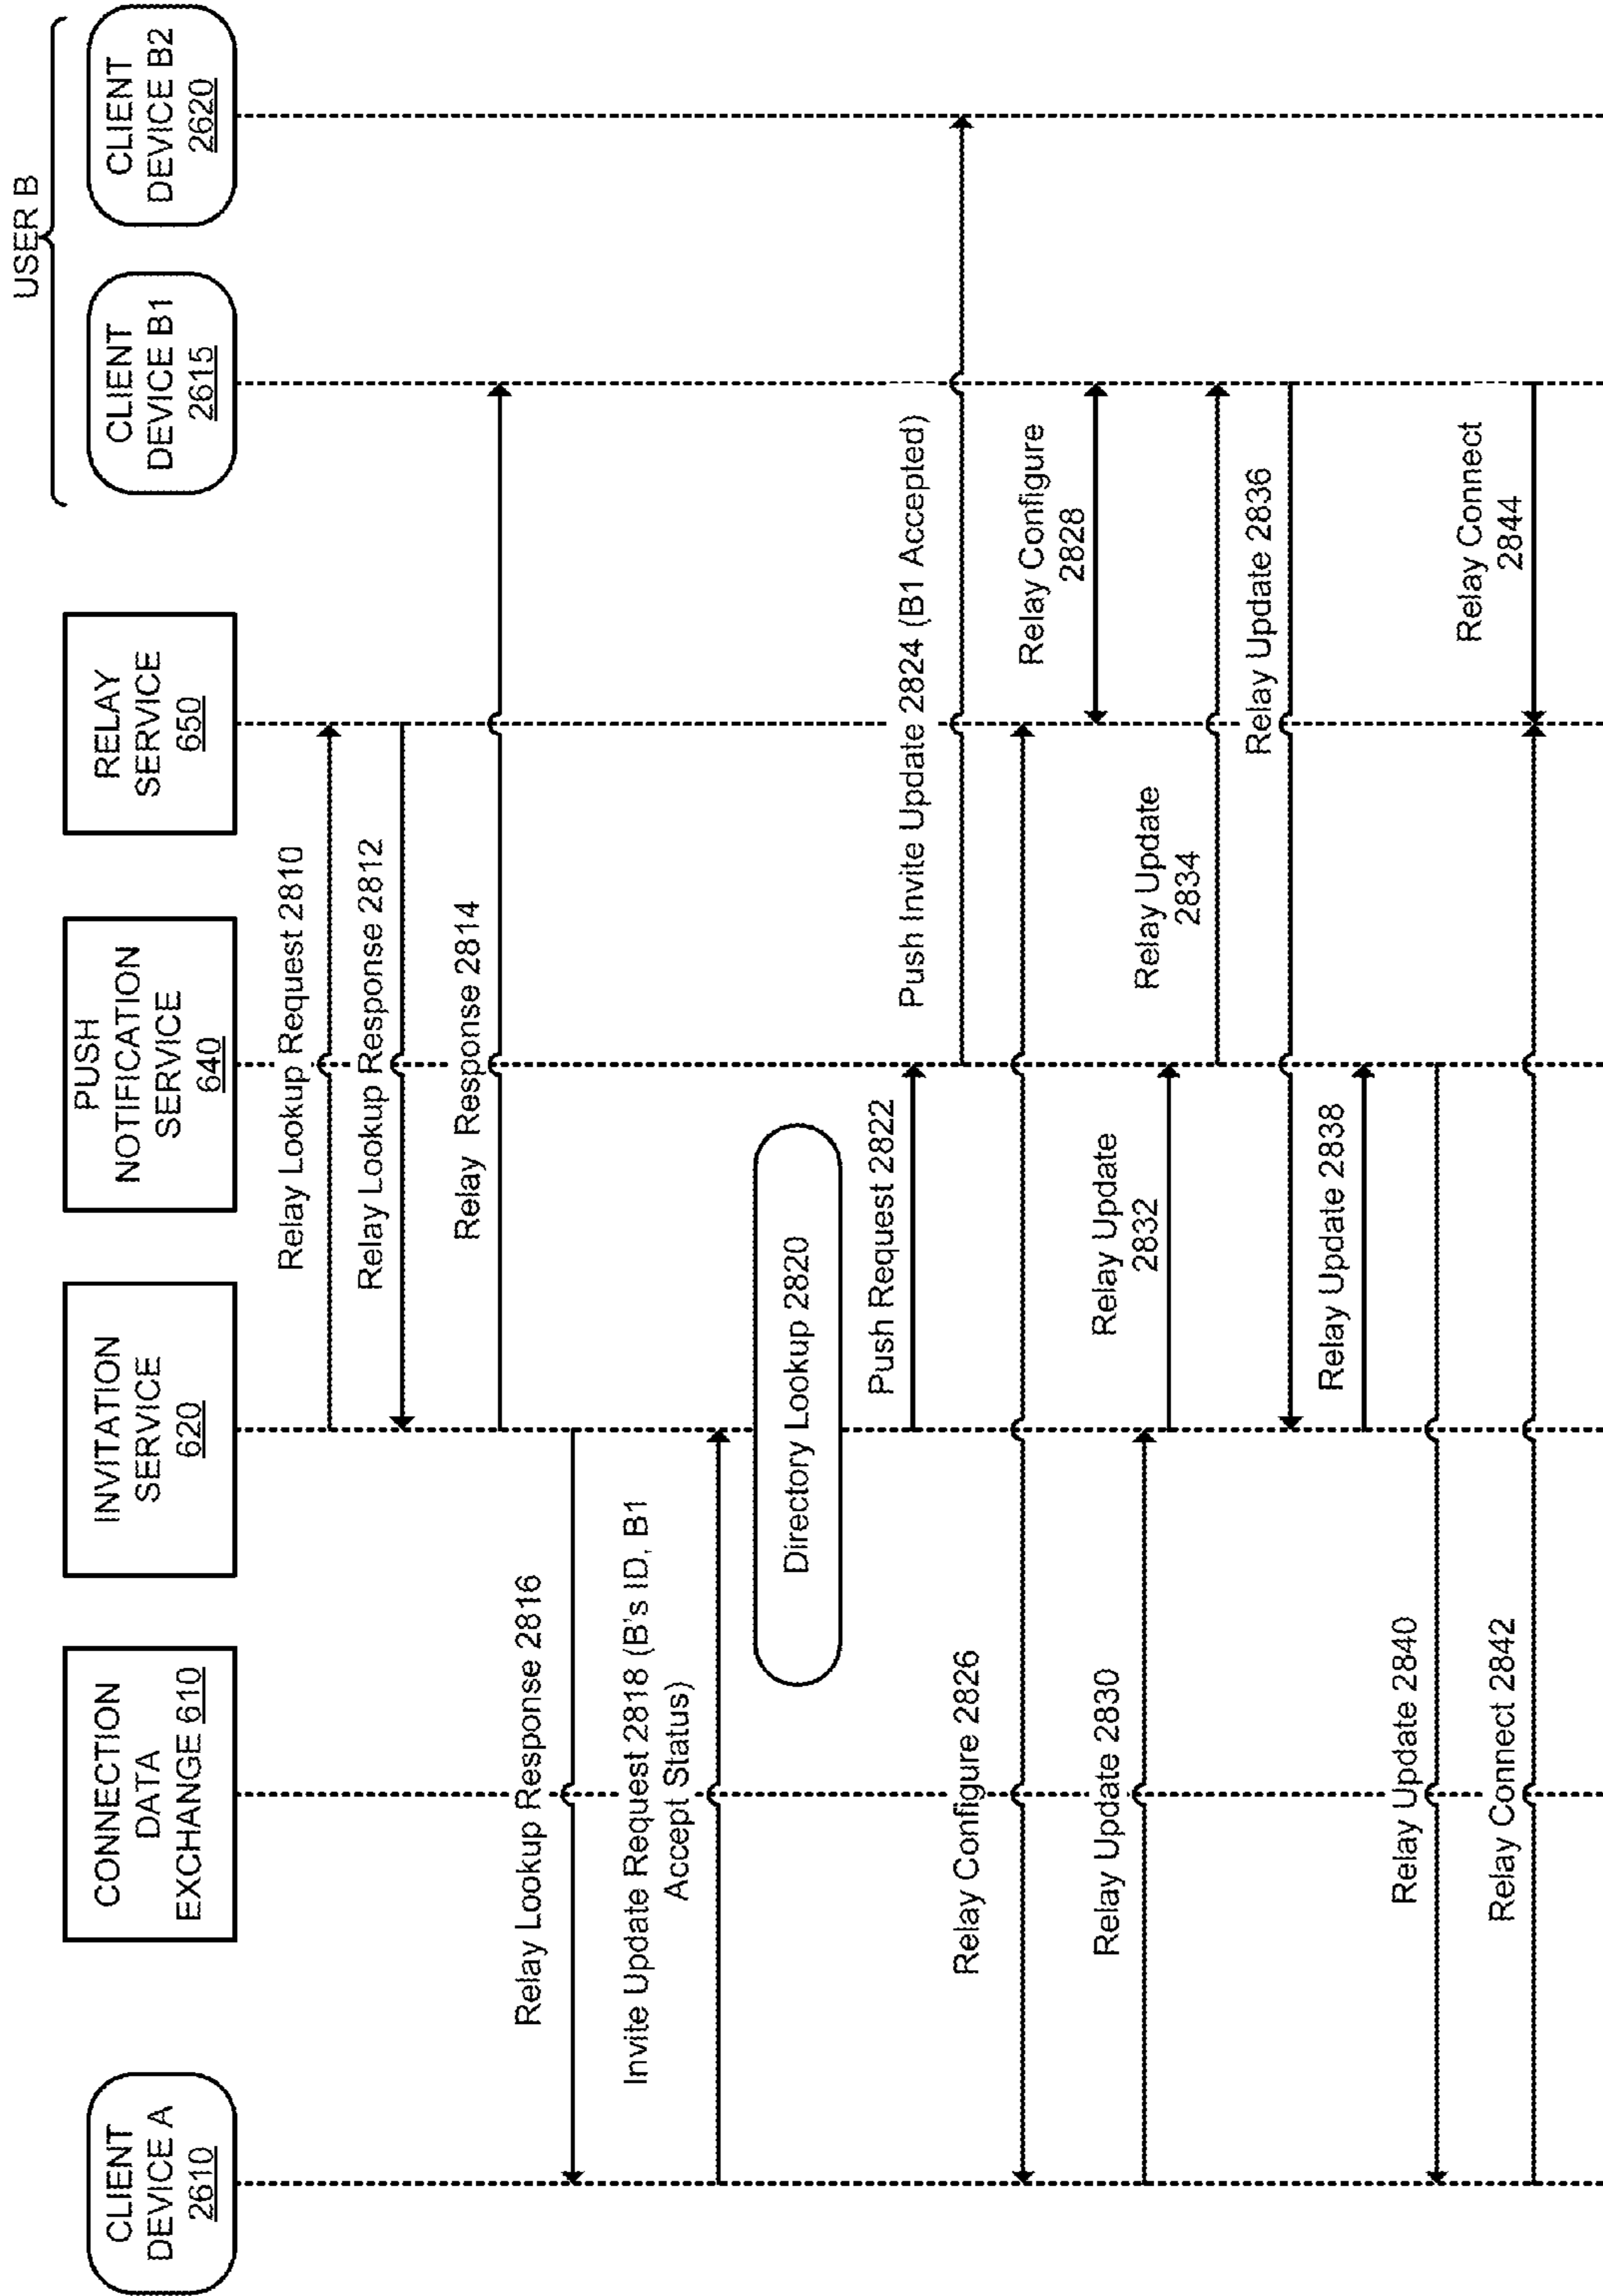 USER B
CLIENT
DEVICE A
2610
CONNECTION
DATA
EXCHANGE 610
INVITATION
SERVICE
620
PUSH
NOTIFICATION
SERVICE
640
RELAY
SERVICE
650
CLIENT
DEVICE B1
2615
CLIENT
DEVICE B2
2620
Relay Lookup Request 2810
Relay Lookup Response 2812
Relay Response 2814
Relay Lookup Response 2816
Invite Update Request 2818 (B's ID, B1
Accept Status)
Directory Lookup 2820
Push Request 2822
Push Invite Update 2824 (B1 Accepted)
Relay Configure 2826
Relay Configure
2828
Relay Update 2830
Relay Update
2832
Relay Update
2834
Relay Update 2836
Relay Update 2838
Relay Update 2840
Relay Connect 2842
Relay Connect
2844